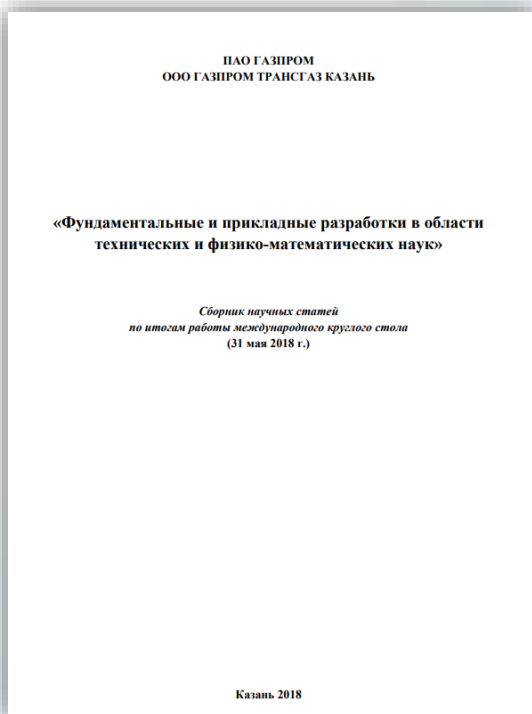 ПАО ГАЗПРОМ
ООО ГАЗПРОМ ТРАНСГАЗ КАЗАНЬ
«Фундаментальные и прикладные разработки в области
технических и физико-математических наук»
Сборник научных статей
по итогам работы международного круглого стола
(31 мая 2018 г.)
Казань 2018